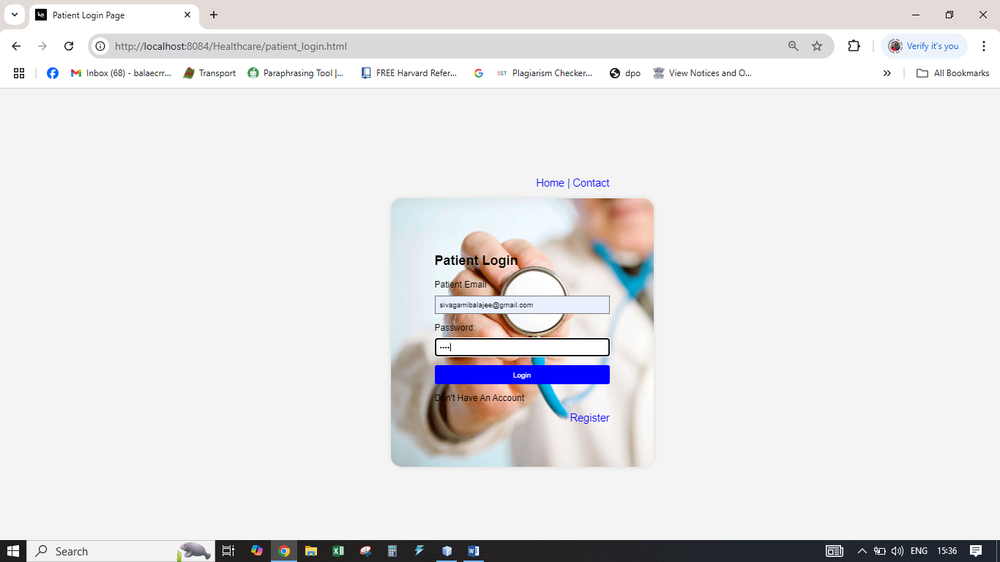 Patient Login Page
http://localhost:8084/Healthcare/patient_login.html
Verify it's you
Inbox (68) - balaecrr...
Transport
Paraphrasing Tool |...
FREE Harvard Refer...
SST
Plagiarism Checker...
dpo
View Notices and O...
All Bookmarks
Home | Contact
Patient Login
Patient Email
sivagamibalajee@gmail.com
Password:
••••
Login
Don't Have An Account
Register
Search
ENG
15:36